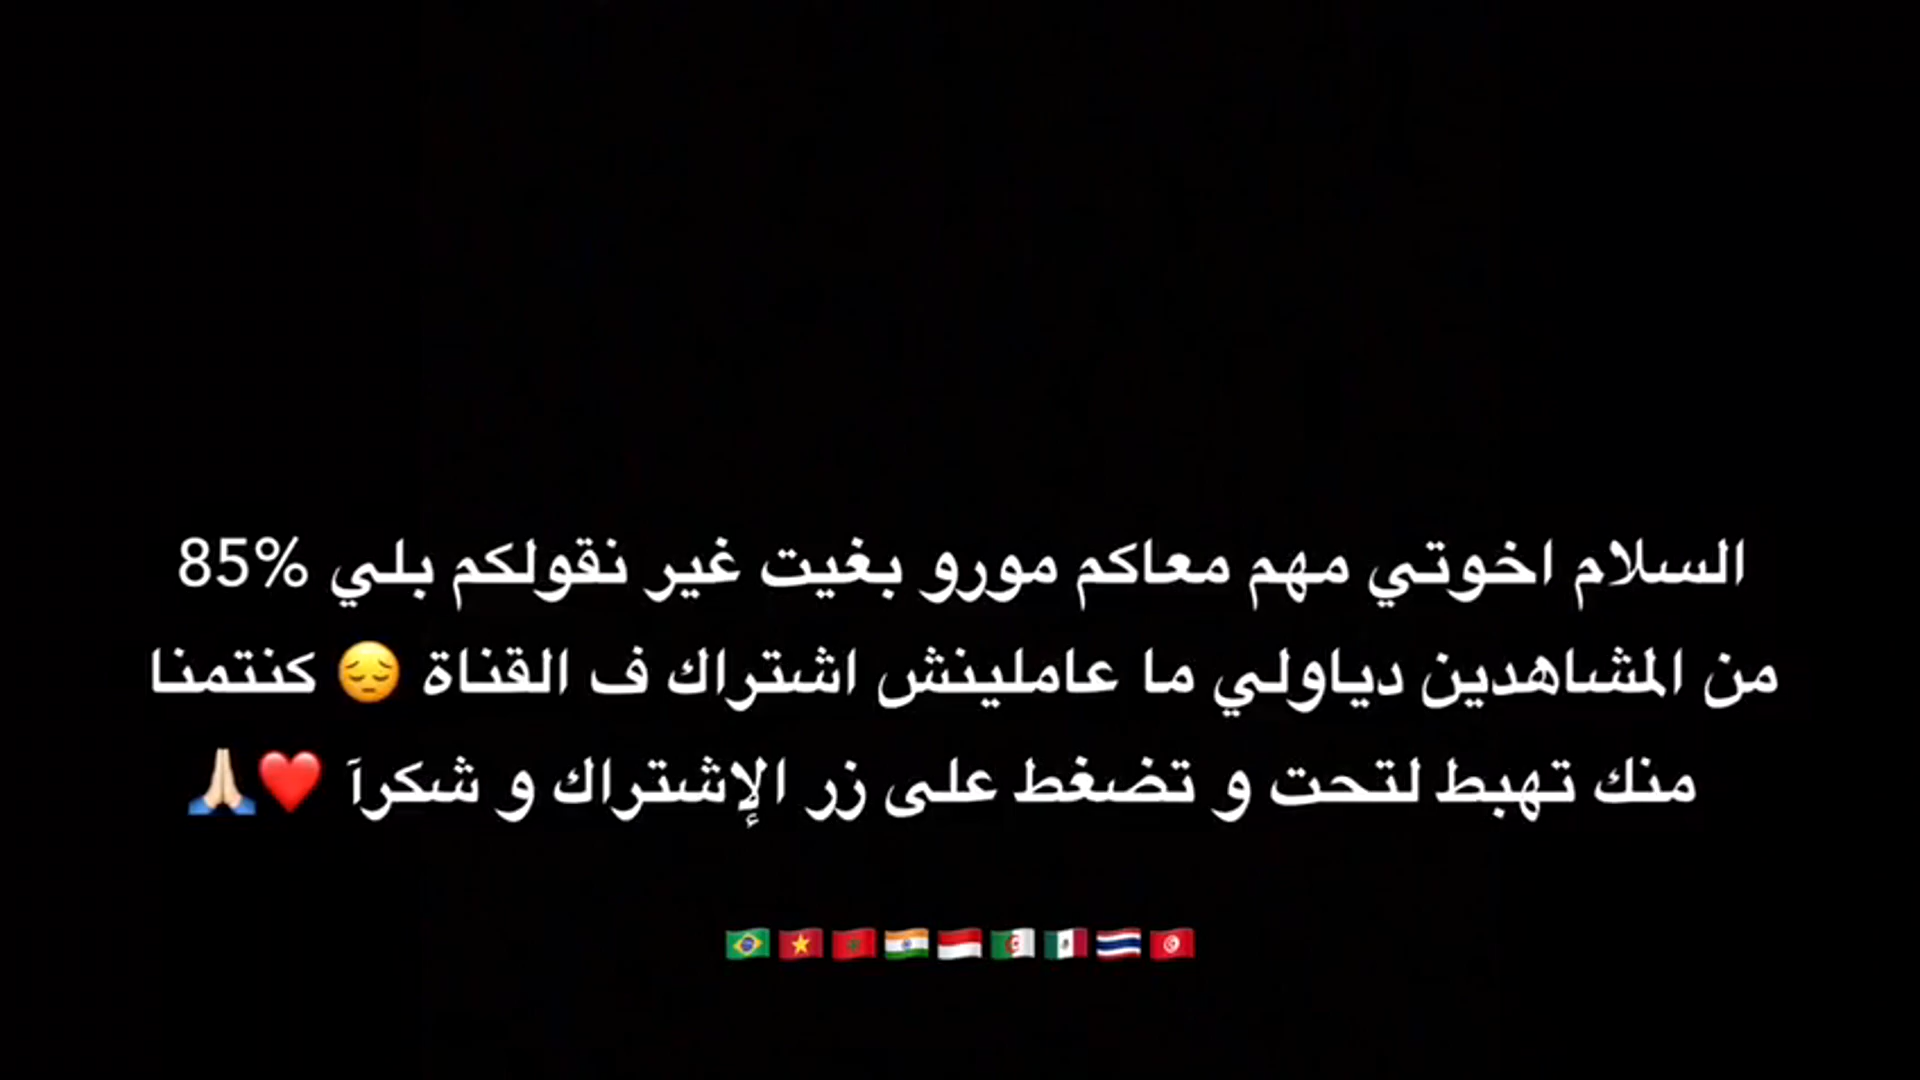 السلام اخوتي مهم معاكم مورو بغيت غير نقولكم بلي 85%
من المشاهدين دياولي ما عاملينش اشتراك ف القناة 😔 كنتمنا
منك تهبط لتحت و تضغط على زر الإشتراك و شكرآ ❤️🙏🏻
🇹🇳🇹🇭🇲🇽🇩🇿🇮🇩🇮🇳🇲🇦🇻🇳🇧🇷